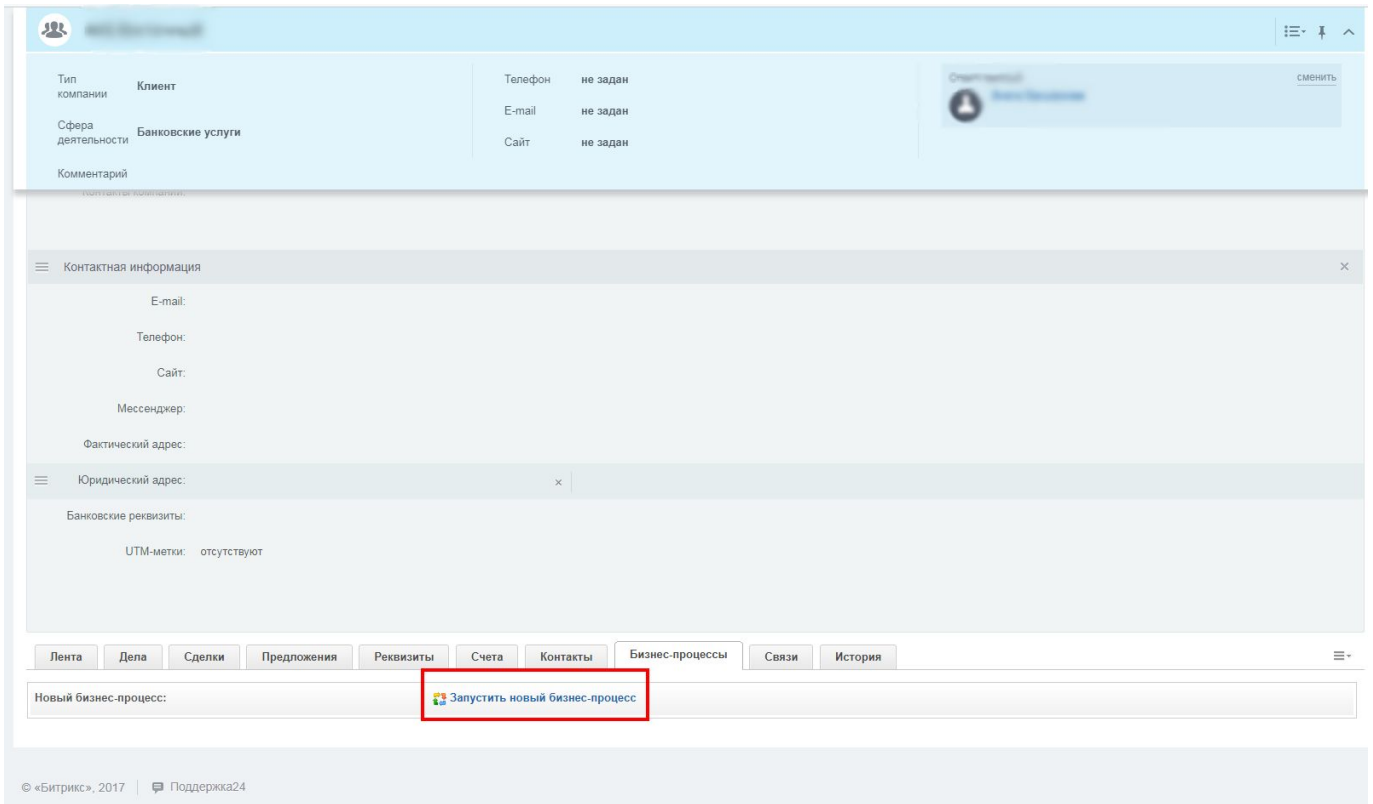 Тип
компании
Клиент
Сфера
деятельности
Банковские услуги
Комментарий
Телефон не задан
E-mail не задан
Сайт не задан
сменить
Контакты компании:
Контактная информация
E-mail:
Телефон:
Сайт:
Мессенджер:
Фактический адрес:
Юридический адрес:
Банковские реквизиты:
UTM-метки: отсутствуют
Лента Дела Сделки Предложения Реквизиты Счета Контакты Бизнес-процессы Связи История
Новый бизнес-процесс: Запустить новый бизнес-процесс
© «Битрикс», 2017 Поддержка24